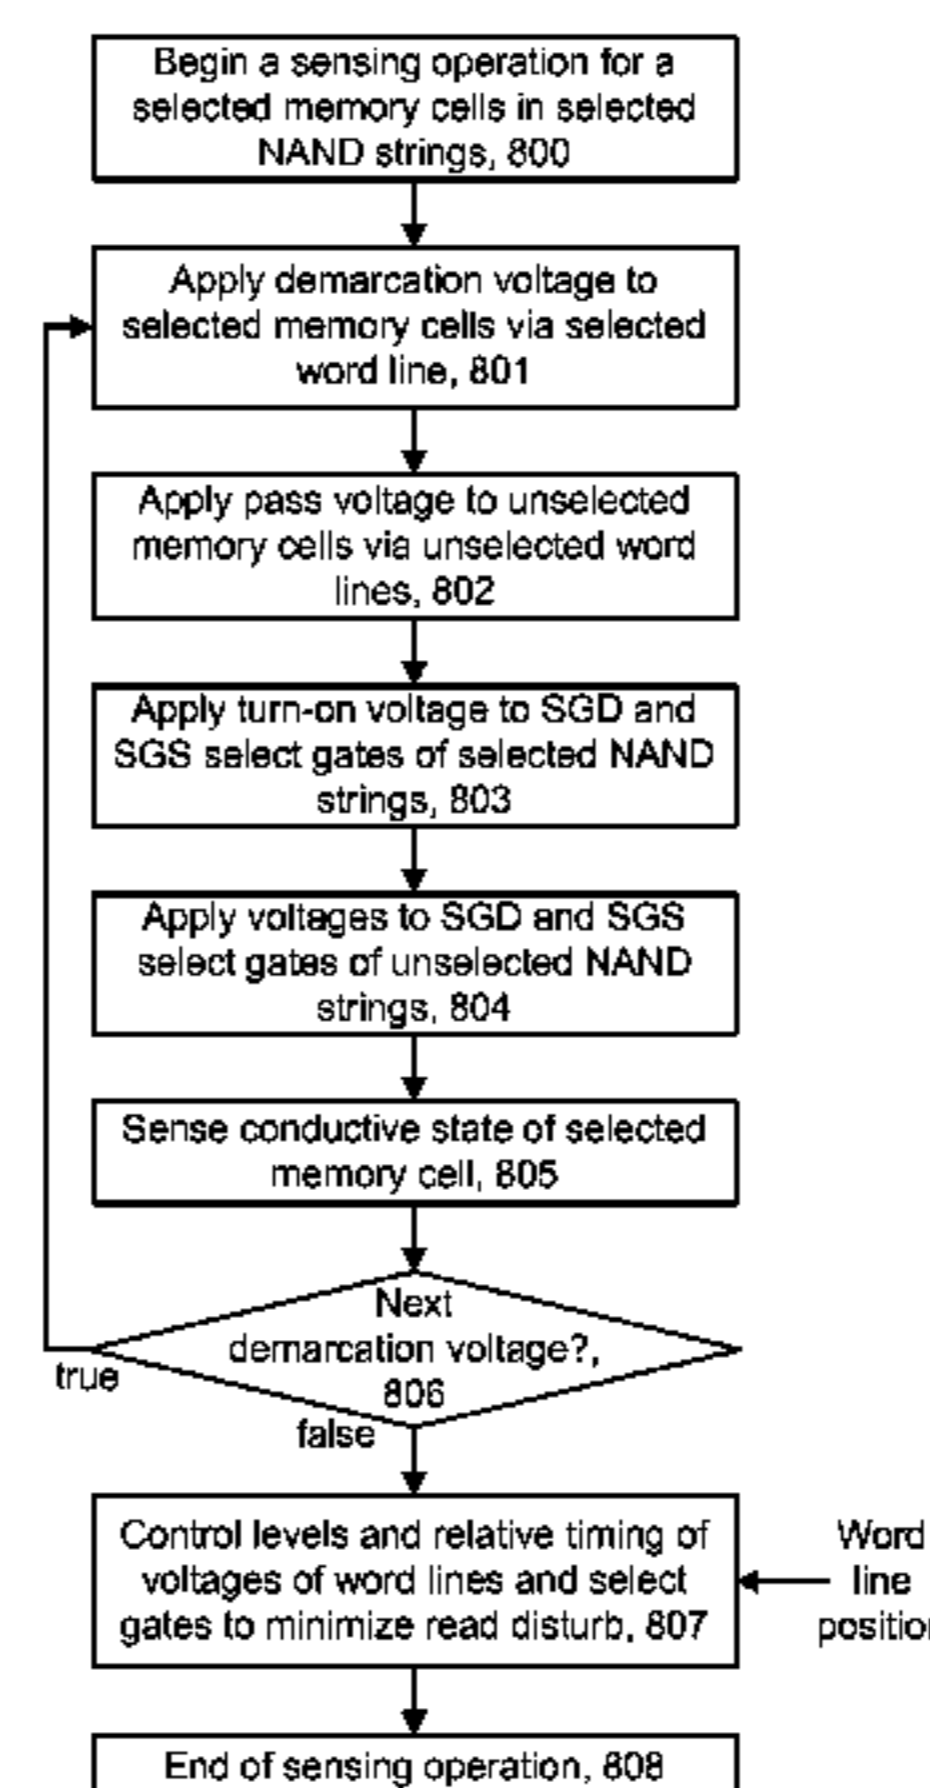 Begin a sensing operation for a
selected memory cells in selected
NAND strings, 800
Apply demarcation voltage to
selected memory cells via selected
word line, 801
Apply pass voltage to unselected
memory cells via unselected word
lines, 802
Apply turn-on voltage to SGD and
SGS select gates of selected NAND
strings, 803
Apply voltages to SGD and SGS
select gates of unselected NAND
strings, 804
Sense conductive state of selected
memory cell, 805
Next
demarcation voltage?,
806
true
false
Control levels and relative timing of
voltages of word lines and select
gates to minimize read disturb, 807
Word
line
position
End of sensing operation, 808